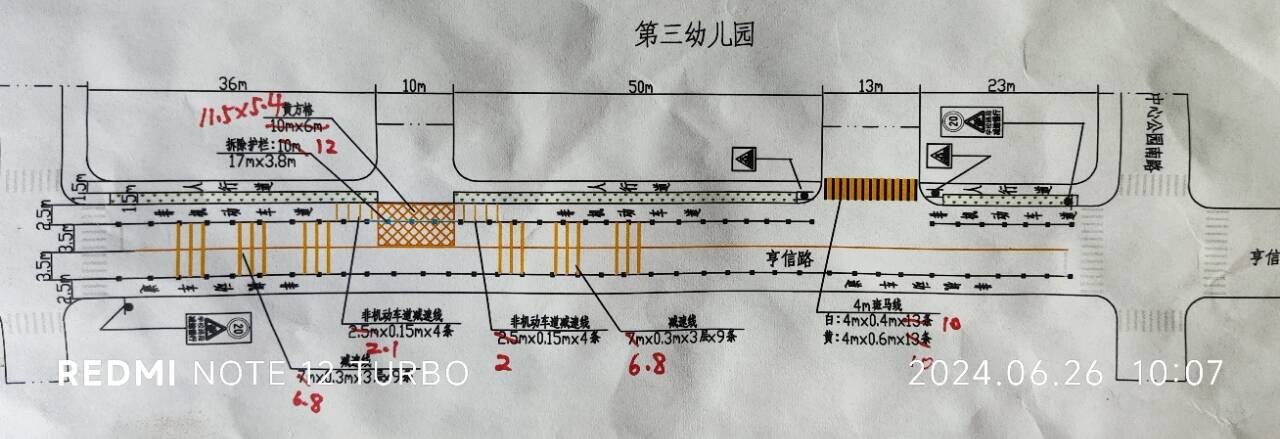 第三幼儿园
36m
10m
50m
13m
23m
11.5×5.4
黄方格
10m×6m
拆除护栏:10m
12
17m×3.8m
20
中心公园南路
1.5m
1.5m
人行道
人行道
人行道
2.5m
非机动车道
非机动车道
非机动车道
3.5m
3.5m
亨信路
亨信
2.5m
非机动车道
非机动车道
20
非机动车道减速线
2.5m×0.15m×4条
2.1
非机动车道减速线
2.5m×0.15m×4条
2
减速线
7m×0.3m×3层×9条
6.8
4m斑马线
白:4m×0.4m×13条
10
黄:4m×0.6m×13条
10
减速线
7m×0.3m×3层×9条
6.8
REDMI NOTE 12 TURBO
2024.06.26 10:07